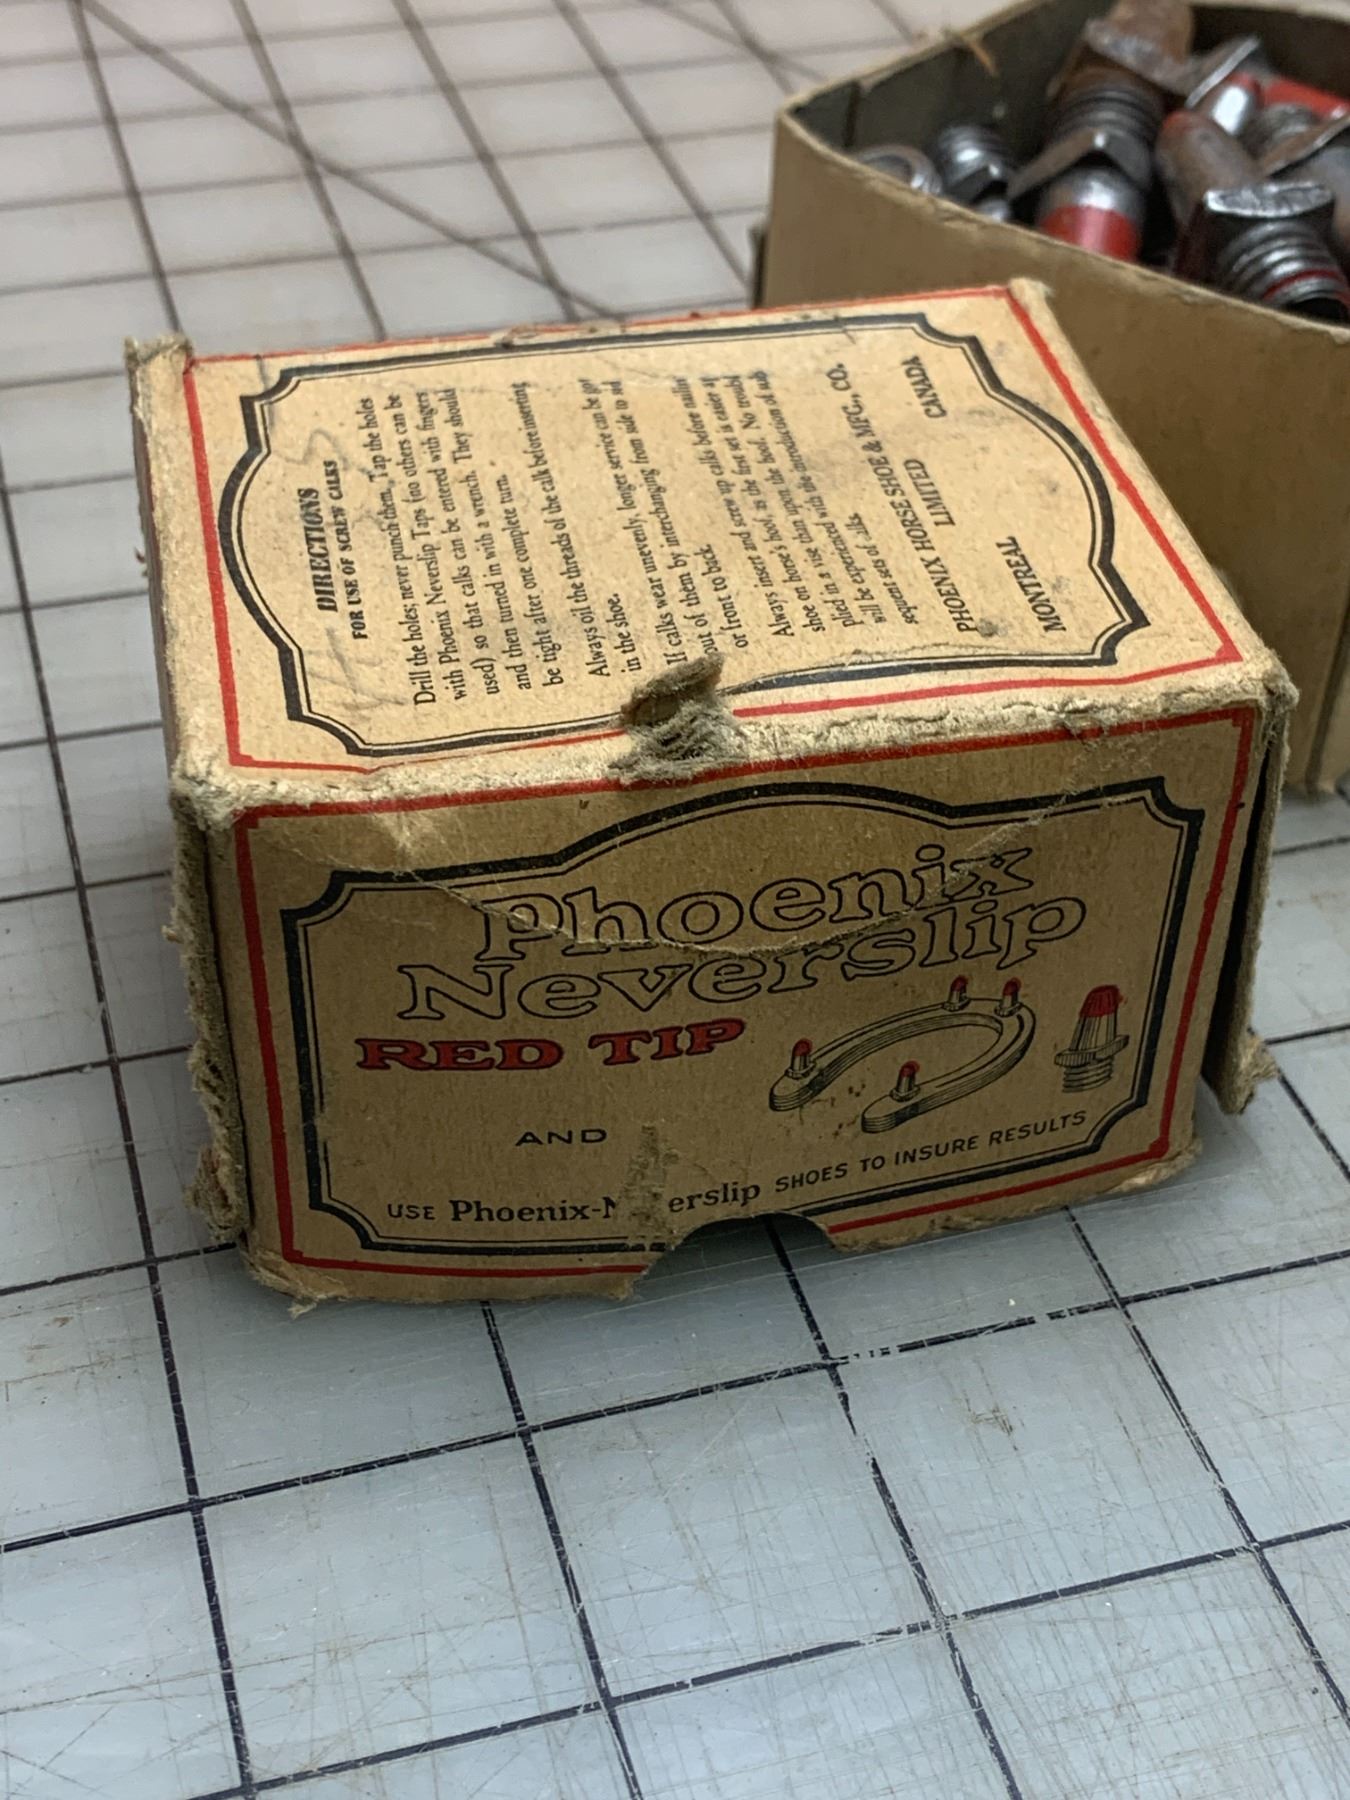 DIRECTIONS
FOR USE OF SCREW CALKS
Drill the holes; never punch them. Tap the holes
with Phoenix Neverslip Taps (no others can be
used) so that calks can be entered with fingers
and then turned in with a wrench. They should
be tight after one complete turn.
Always oil the threads of the calk before inserting
in the shoe.
If calks wear unevenly, longer service can be got
out of them by interchanging from side to side
or front to back.
Always insert and screw up calks before nailing
shoe on horse's hoof, as the first set is easier ap
plied in a vise than upon the hoof. No trouble
will be experienced with the introduction of sub
sequent sets of calks.
PHOENIX HORSE SHOE & MFG., CO.
LIMITED
MONTREAL CANADA
Phoenix
Neverslip
RED TIP
AND
USE Phoenix-N erslip SHOES TO INSURE RESULTS